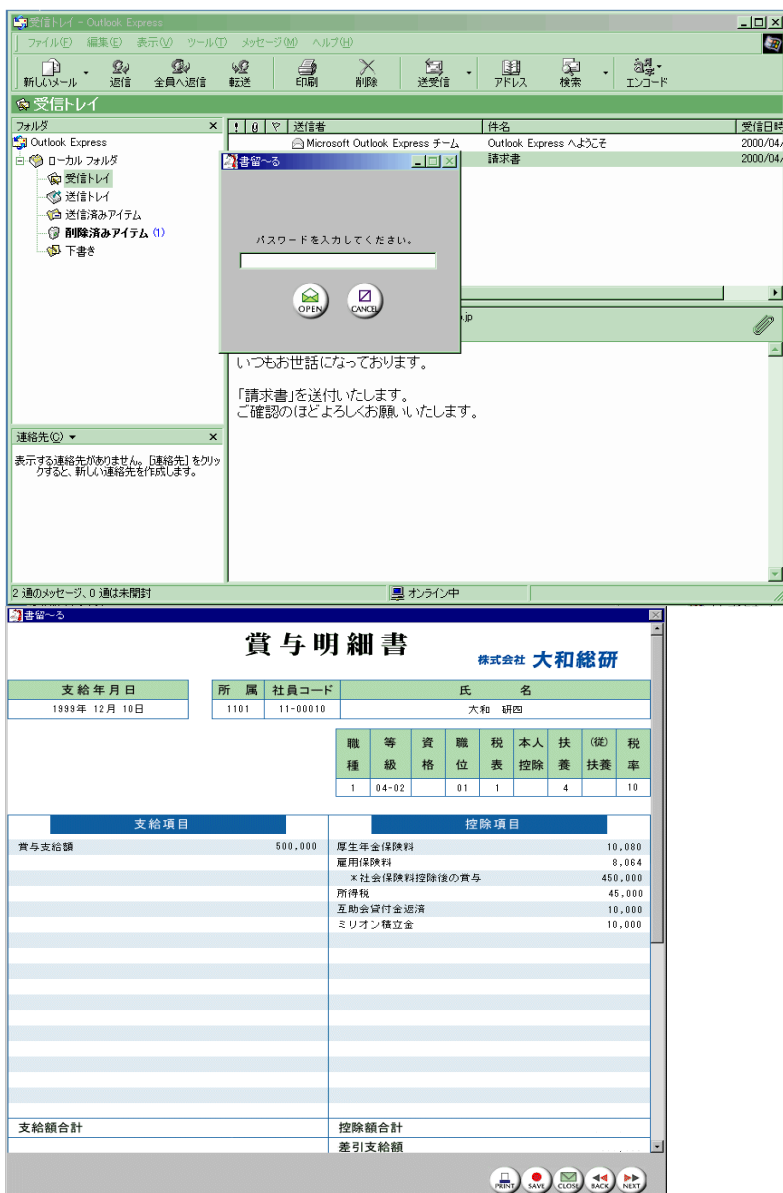 受信トレイ - Outlook Express
ファイル(F) 編集(E) 表示(V) ツール(T) メッセージ(M) ヘルプ(H)
新しいメール 返信 全員へ返信 転送 印刷 削除 送受信 アドレス 検索 エンコード
受信トレイ
フォルダ
Outlook Express
ローカル フォルダ
受信トレイ
送信トレイ
送信済みアイテム
削除済みアイテム (1)
下書き
送信者 件名 受信日時
Microsoft Outlook Express チーム Outlook Express へようこそ 2000/04/
請求書 2000/04/
書留～る
パスワードを入力してください。
OPEN CANCEL
.jp
いつもお世話になっております。
「請求書」を送付いたします。
ご確認のほどよろしくお願いいたします。
連絡先(C)
表示する連絡先がありません。[連絡先] をクリッ
クすると、新しい連絡先を作成します。
2 通のメッセージ、0 通は未開封 オンライン中
書留～る
賞与明細書
株式会社 大和総研
支給年月日 所属 社員コード 氏名
1999年 12月 10日 1101 11-00010 大和 研四
職種 等級 資格 職位 税表 本人控除 扶養 (従)扶養 税率
1 04-02 01 1 4 10
支給項目 控除項目
賞与支給額 500,000 厚生年金保険料 10,080
雇用保険料 8,064
*社会保険料控除後の賞与 450,000
所得税 45,000
互助会貸付金返済 10,000
ミリオン積立金 10,000
支給額合計 控除額合計
差引支給額
PRINT SAVE CLOSE BACK NEXT